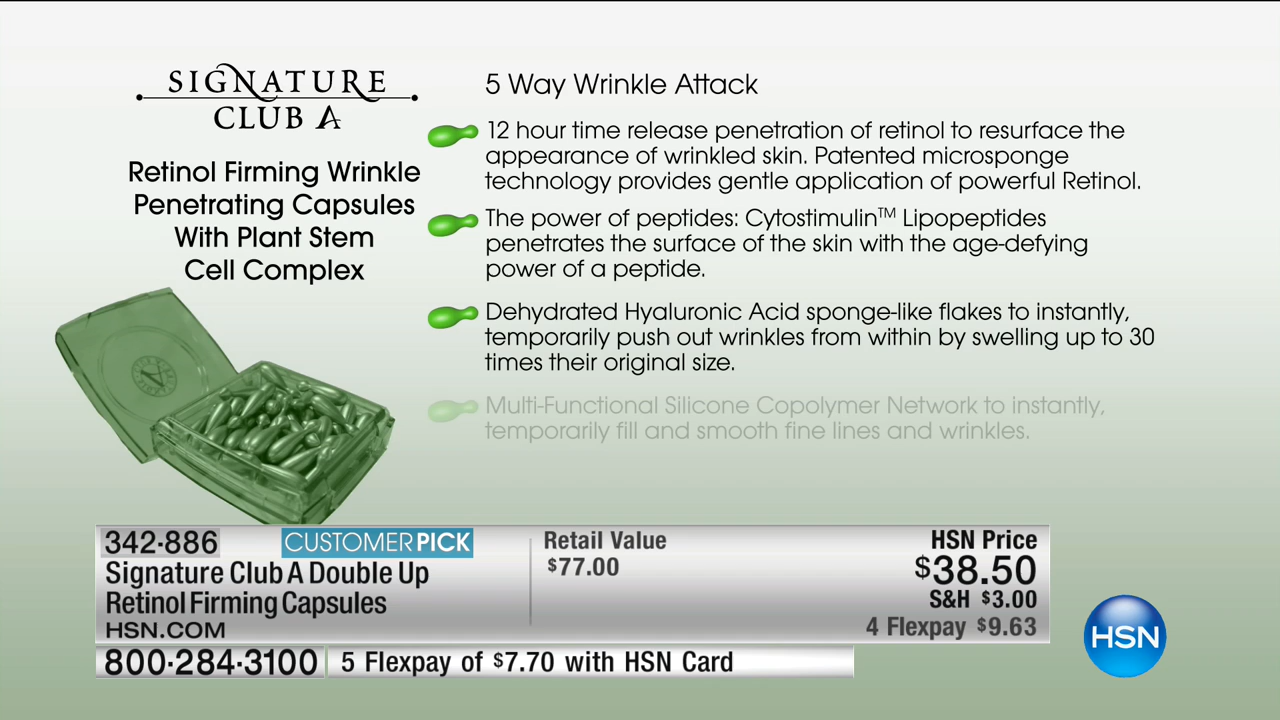 SIGNATURE
CLUB A
Retinol Firming Wrinkle
Penetrating Capsules
With Plant Stem
Cell Complex
5 Way Wrinkle Attack
12 hour time release penetration of retinol to resurface the
appearance of wrinkled skin. Patented microsponge
technology provides gentle application of powerful Retinol.
The power of peptides: Cytostimulin™ Lipopeptides
penetrates the surface of the skin with the age-defying
power of a peptide.
Dehydrated Hyaluronic Acid sponge-like flakes to instantly,
temporarily push out wrinkles from within by swelling up to 30
times their original size.
Multi-Functional Silicone Copolymer Network to instantly,
temporarily fill and smooth fine lines and wrinkles.
342-886 CUSTOMER PICK
Signature Club A Double Up
Retinol Firming Capsules
HSN.COM
Retail Value
$77.00
HSN Price
$38.50
S&H $3.00
4 Flexpay $9.63
800-284-3100 5 Flexpay of $7.70 with HSN Card
HSN